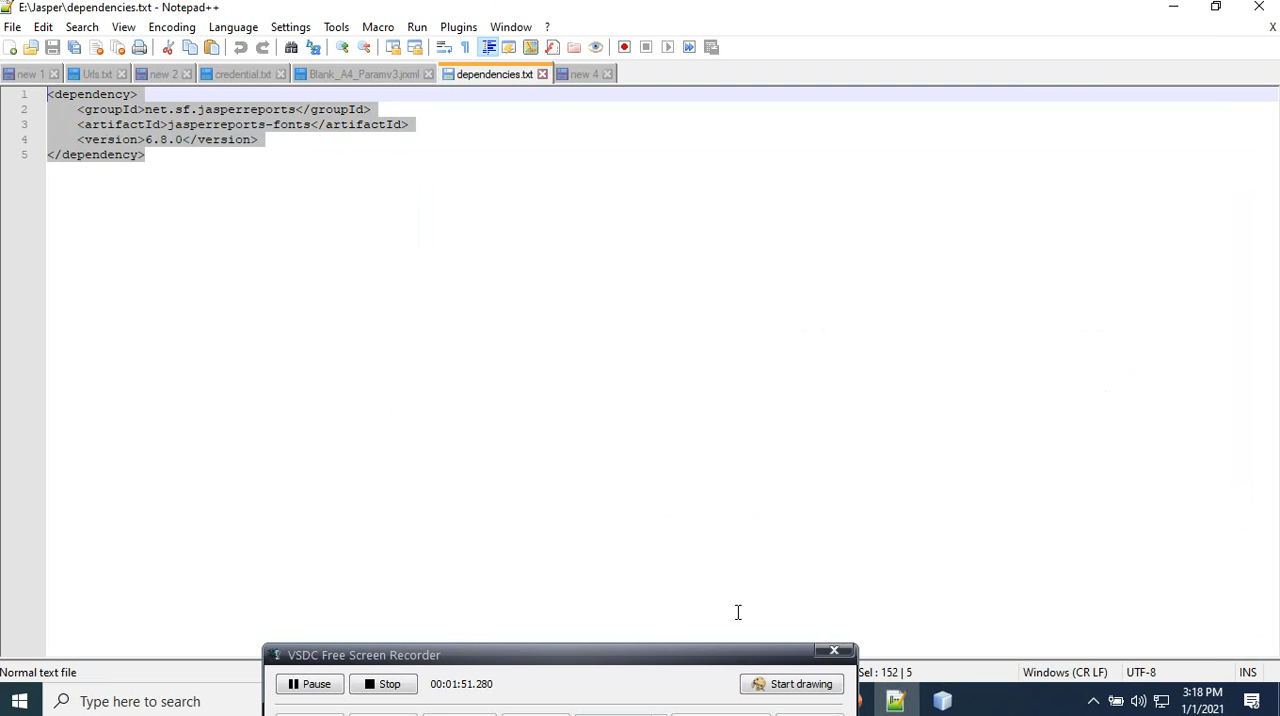 E:\Jasper\dependencies.txt - Notepad++
File Edit Search View Encoding Language Settings Tools Macro Run Plugins Window ?
X
new 1 Urls.txt new 2 credential.txt Blank_A4_Paramv3.jrxml dependencies.txt new 4
1 <dependency>
2 <groupId>net.sf.jasperreports</groupId>
3 <artifactId>jasperreports-fonts</artifactId>
4 <version>6.8.0</version>
5 </dependency>
VSDC Free Screen Recorder
Pause Stop 00:01:51.280 Start drawing
Normal text file Sel : 152 | 5 Windows (CR LF) UTF-8 INS
Type here to search 3:18 PM
1/1/2021